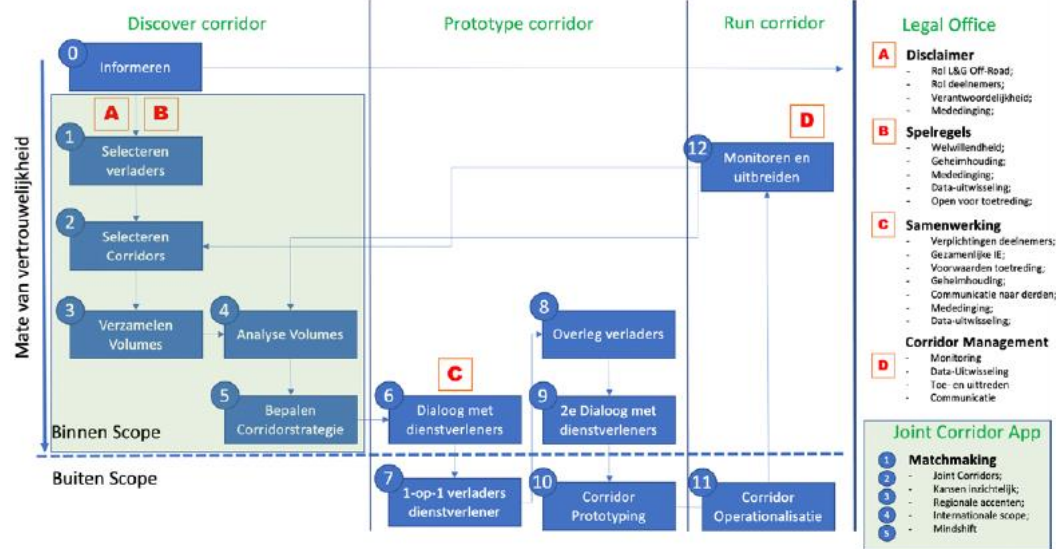 Discover corridor
Prototype corridor
Run corridor
Legal Office
Mate van vertrouwelijkheid
0
Informeren
A
B
1
Selecteren
verladers
2
Selecteren
Corridors
3
Verzamelen
Volumes
4
Analyse Volumes
5
Bepalen
Corridorstrategie
Binnen Scope
Buiten Scope
C
6
Dialoog met
dienstverleners
7
1-op-1 verladers
dienstverlener
8
Overleg verladers
9
2e Dialoog met
dienstverleners
10
Corridor
Prototyping
D
12
Monitoren en
uitbreiden
11
Corridor
Operationalisatie
A
Disclaimer
- Rol L&G Off-Road;
- Rol deelnemers;
- Verantwoordelijkheid;
- Mededinging;
B
Spelregels
- Welwillendheid;
- Geheimhouding;
- Mededinging;
- Data-uitwisseling;
- Open voor toetreding;
C
Samenwerking
- Verplichtingen deelnemers;
- Gezamenlijke IE;
- Voorwaarden toetreding;
- Geheimhouding;
- Communicatie naar derden;
- Mededinging;
- Data-uitwisseling;
D
Corridor Management
- Monitoring
- Data-Uitwisseling
- Toe- en uittreden
- Communicatie
Joint Corridor App
1
Matchmaking
2
- Joint Corridors;
3
- Kansen inzichtelijk;
- Regionale accenten;
4
- Internationale scope;
5
- Mindshift